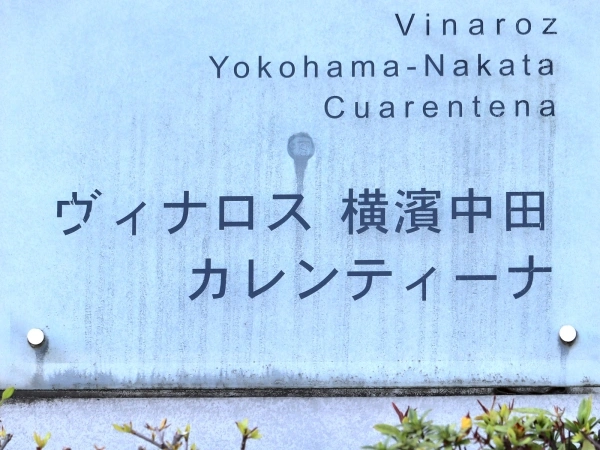 Vinaroz
Yokohama-Nakata
Cuarentena
ヴィナロス 横濱中田
カレンティーナ